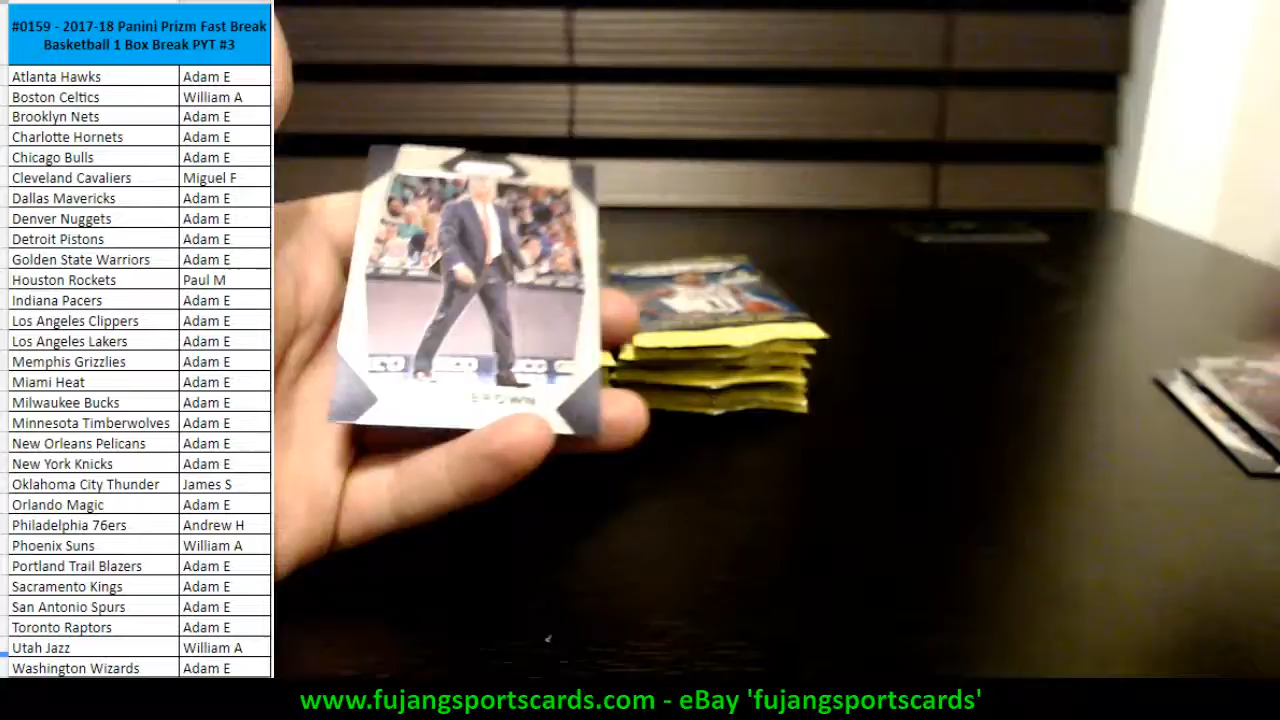 #0159 - 2017-18 Panini Prizm Fast Break
Basketball 1 Box Break PYT #3
Atlanta Hawks Adam E
Boston Celtics William A
Brooklyn Nets Adam E
Charlotte Hornets Adam E
Chicago Bulls Adam E
Cleveland Cavaliers Miguel F
Dallas Mavericks Adam E
Denver Nuggets Adam E
Detroit Pistons Adam E
Golden State Warriors Adam E
Houston Rockets Paul M
Indiana Pacers Adam E
Los Angeles Clippers Adam E
Los Angeles Lakers Adam E
Memphis Grizzlies Adam E
Miami Heat Adam E
Milwaukee Bucks Adam E
Minnesota Timberwolves Adam E
New Orleans Pelicans Adam E
New York Knicks Adam E
Oklahoma City Thunder James S
Orlando Magic Adam E
Philadelphia 76ers Andrew H
Phoenix Suns William A
Portland Trail Blazers Adam E
Sacramento Kings Adam E
San Antonio Spurs Adam E
Toronto Raptors Adam E
Utah Jazz William A
Washington Wizards Adam E
BROWN
www.fujangsportscards.com - eBay 'fujangsportscards'